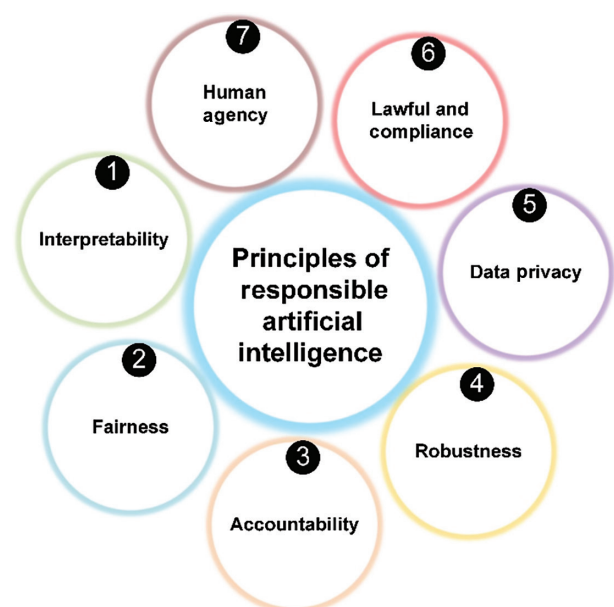 Principles of
responsible
artificial
intelligence
1
Interpretability
2
Fairness
3
Accountability
4
Robustness
5
Data privacy
6
Lawful and
compliance
7
Human
agency